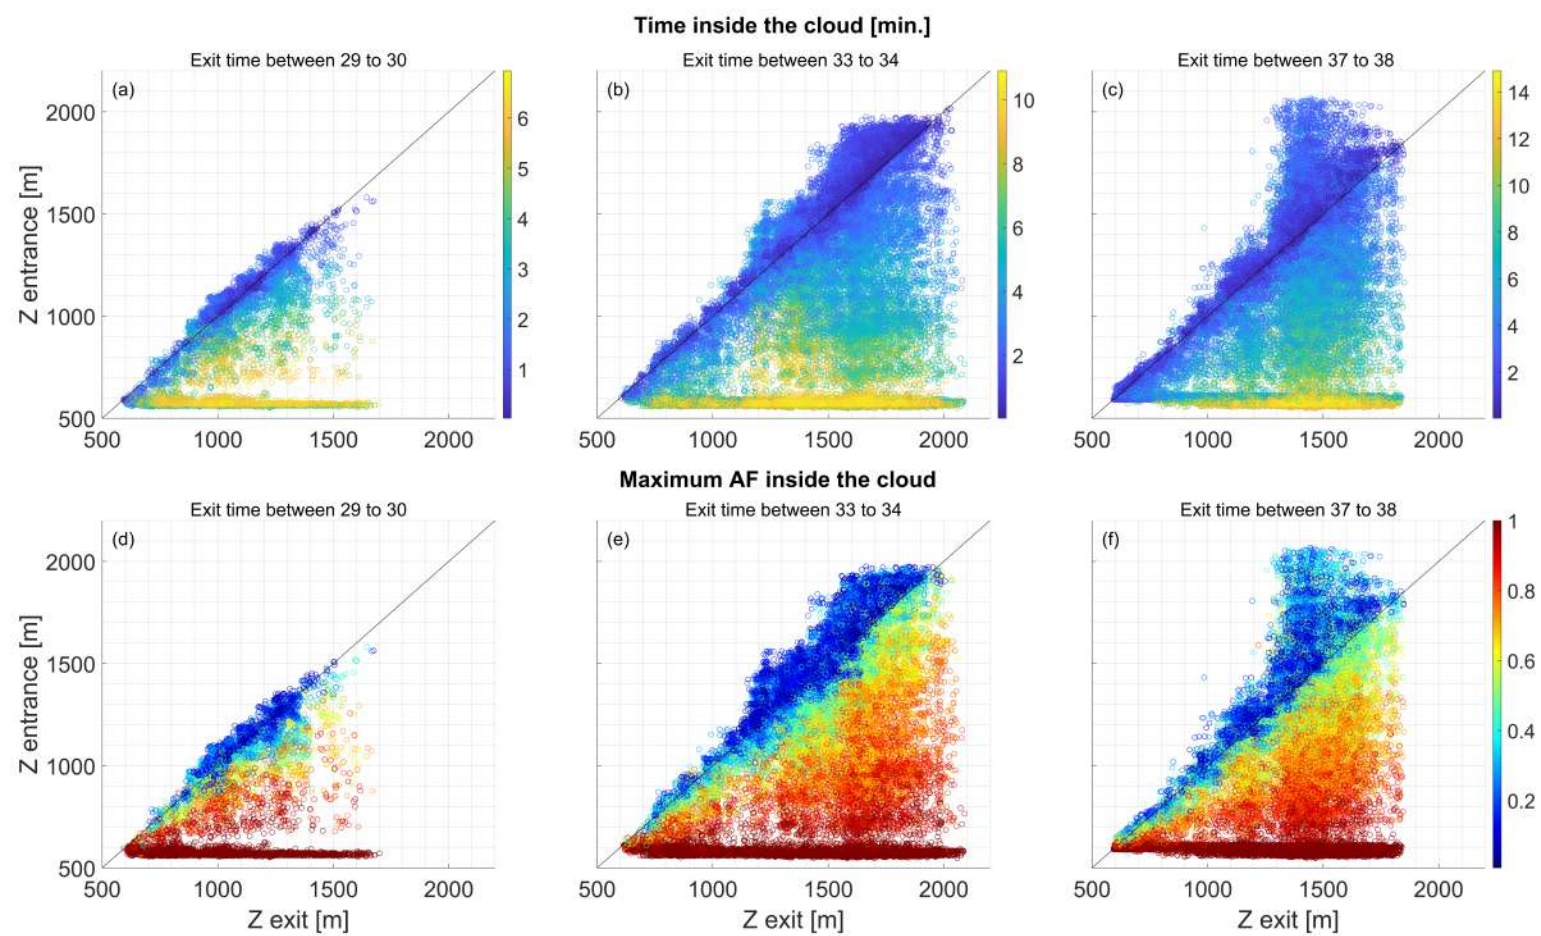 Time inside the cloud [min.]
Exit time between 29 to 30
Exit time between 33 to 34
Exit time between 37 to 38
(a)
(b)
(c)
Z entrance [m]
2000
1500
1000
500
6
5
4
3
2
1
10
8
6
4
2
14
12
10
8
6
4
2
500 1000 1500 2000
500 1000 1500 2000
500 1000 1500 2000
Maximum AF inside the cloud
Exit time between 29 to 30
Exit time between 33 to 34
Exit time between 37 to 38
(d)
(e)
(f)
Z entrance [m]
2000
1500
1000
500
1
0.8
0.6
0.4
0.2
500 1000 1500 2000
500 1000 1500 2000
500 1000 1500 2000
Z exit [m]
Z exit [m]
Z exit [m]